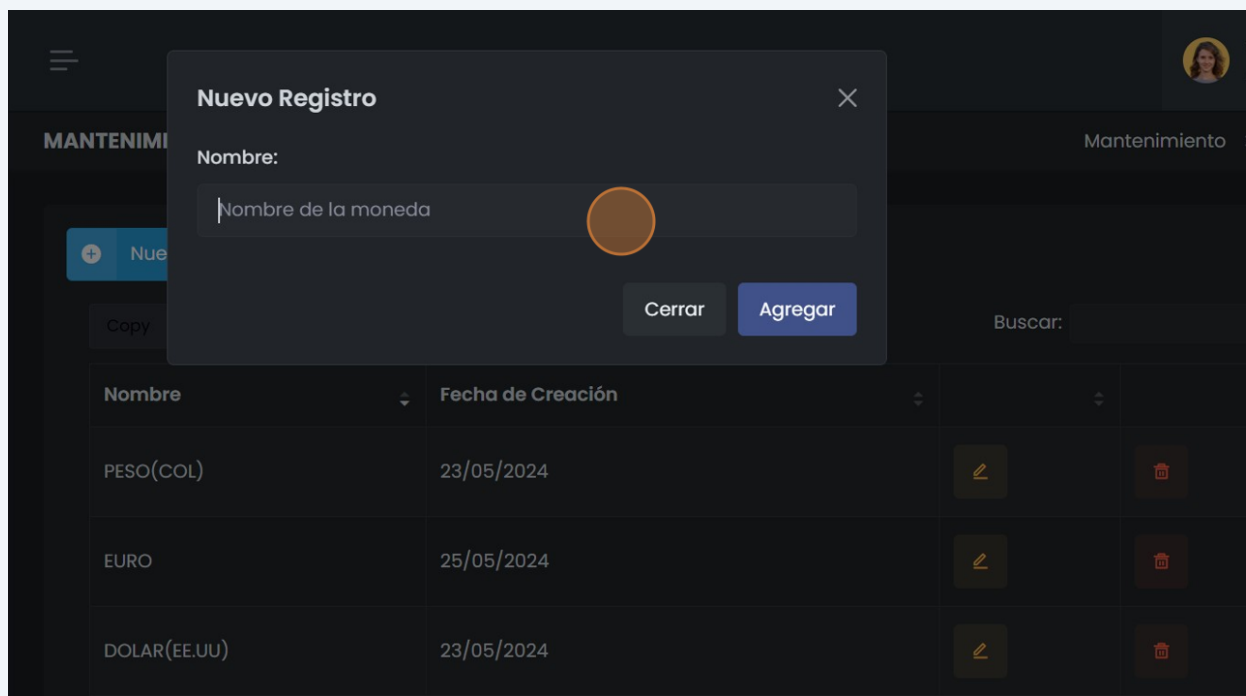 Nuevo Registro
MANTENIMI
Mantenimiento
Nombre:
Nombre de la moneda
Nue
Cerrar
Agregar
Copy
Buscar:
Nombre
Fecha de Creación
PESO(COL)
23/05/2024
EURO
25/05/2024
DOLAR(EE.UU)
23/05/2024